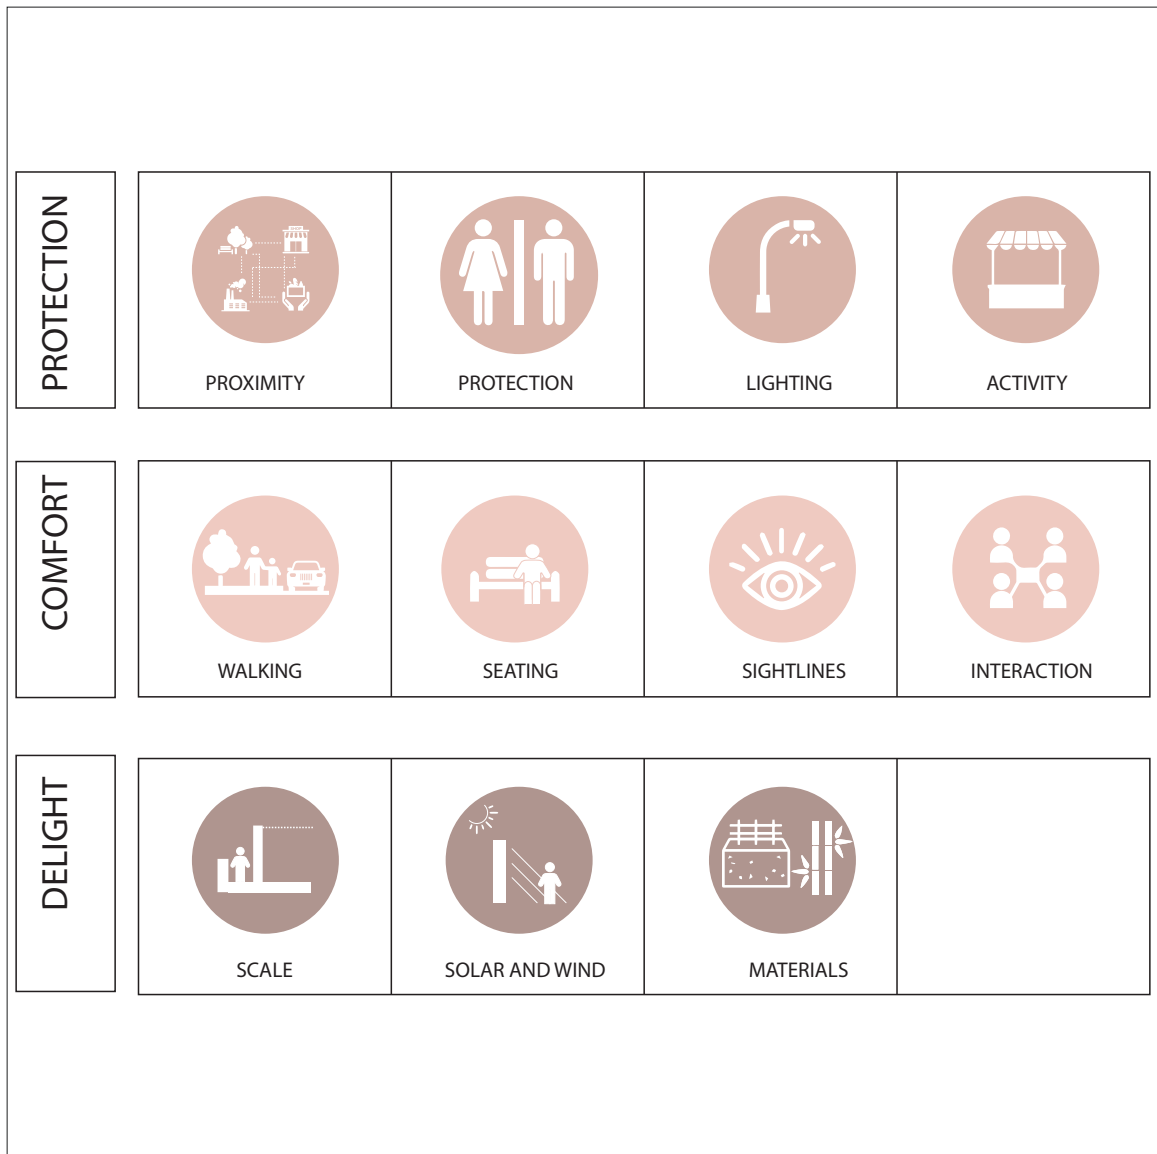 PROTECTION
PROXIMITY
PROTECTION
LIGHTING
ACTIVITY
COMFORT
WALKING
SEATING
SIGHTLINES
INTERACTION
DELIGHT
SCALE
SOLAR AND WIND
MATERIALS